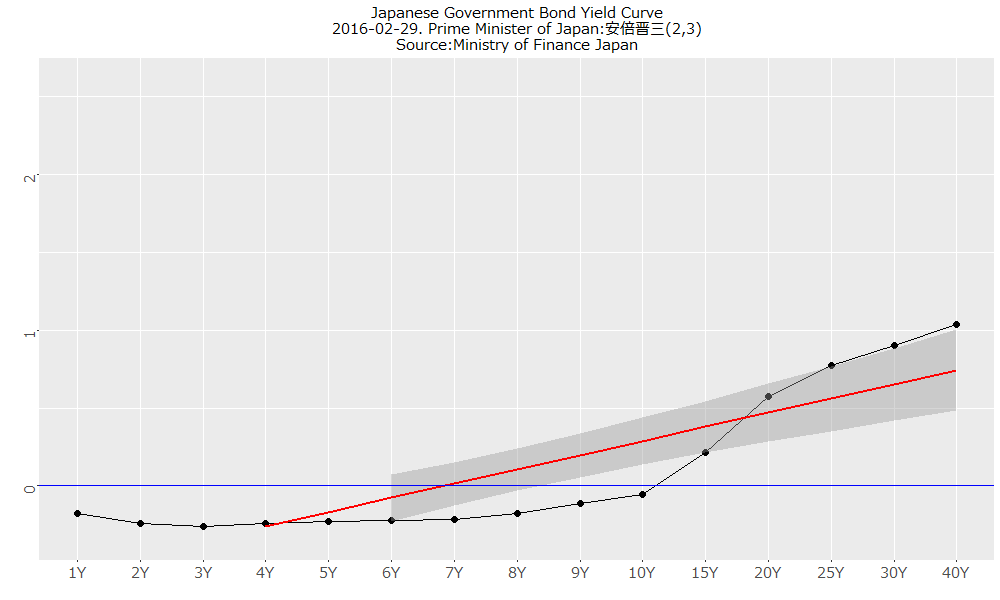 Japanese Government Bond Yield Curve
2016-02-29. Prime Minister of Japan:安倍晋三(2,3)
Source:Ministry of Finance Japan
2
1
0
1Y 2Y 3Y 4Y 5Y 6Y 7Y 8Y 9Y 10Y 15Y 20Y 25Y 30Y 40Y